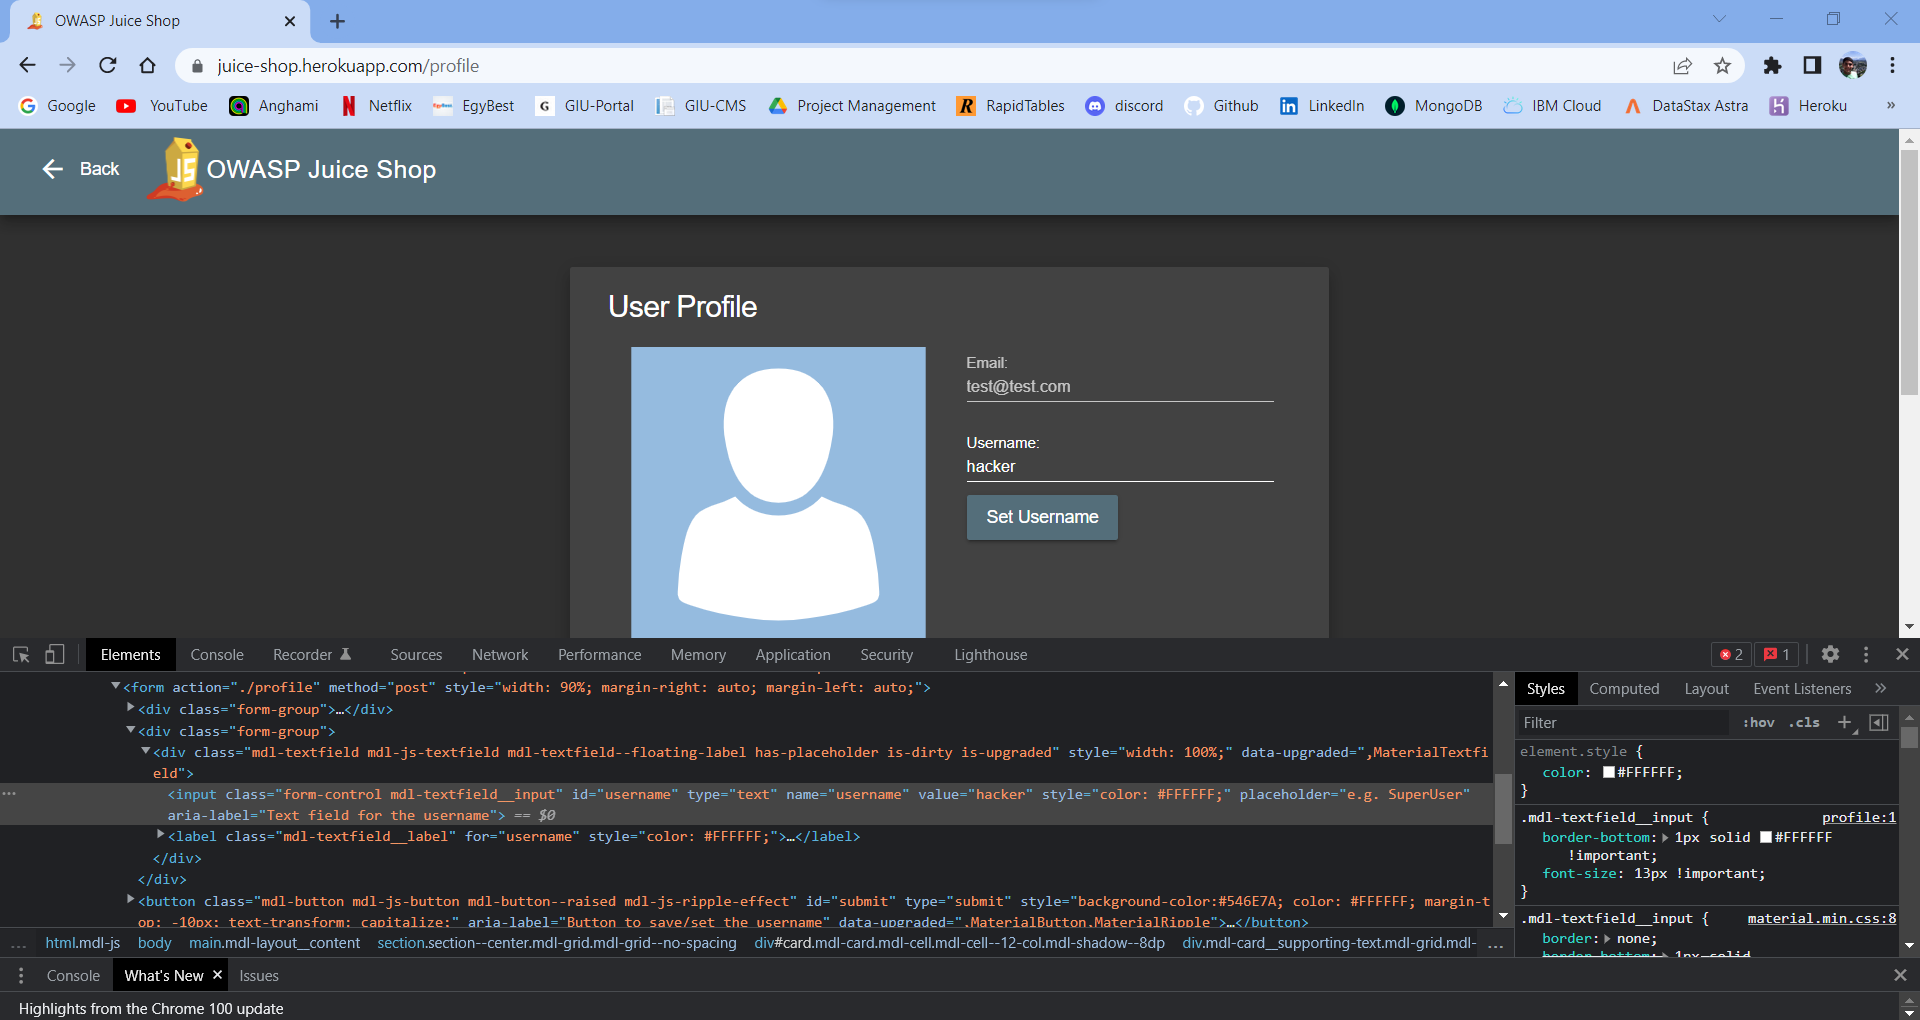 OWASP Juice Shop
juice-shop.herokuapp.com/profile
Google YouTube Anghami Netflix EgyBest GIU-Portal GIU-CMS Project Management RapidTables discord Github LinkedIn MongoDB IBM Cloud DataStax Astra Heroku »
Back OWASP Juice Shop
User Profile
Email:
test@test.com
Username:
hacker
Set Username
Elements Console Recorder Sources Network Performance Memory Application Security Lighthouse 2 1
<form action="./profile" method="post" style="width: 90%; margin-right: auto; margin-left: auto;">
<div class="form-group">…</div>
<div class="form-group">
<div class="mdl-textfield mdl-js-textfield mdl-textfield--floating-label has-placeholder is-dirty is-upgraded" style="width: 100%;" data-upgraded=",MaterialTextfi
eld">
<input class="form-control mdl-textfield__input" id="username" type="text" name="username" value="hacker" style="color: #FFFFFF;" placeholder="e.g. SuperUser"
aria-label="Text field for the username"> == $0
<label class="mdl-textfield__label" for="username" style="color: #FFFFFF;">…</label>
</div>
</div>
<button class="mdl-button mdl-js-button mdl-button--raised mdl-js-ripple-effect" id="submit" type="submit" style="background-color:#546E7A; color: #FFFFFF; margin-t
op: -10px; text-transform: capitalize;" aria-label="Button to save/set the username" data-upgraded=",MaterialButton,MaterialRipple">…</button>
... html.mdl-js body main.mdl-layout__content section.section--center.mdl-grid.mdl-grid--no-spacing div#card.mdl-card.mdl-cell.mdl-cell--12-col.mdl-shadow--8dp div.mdl-card__supporting-text.mdl-grid.mdl- ...
Styles Computed Layout Event Listeners »
Filter :hov .cls +
element.style {
color: #FFFFFF;
}
.mdl-textfield__input { profile:1
border-bottom: 1px solid #FFFFFF
!important;
font-size: 13px !important;
}
.mdl-textfield__input { material.min.css:8
border: none;
border-bottom: 1px solid
Console What's New Issues
Highlights from the Chrome 100 update